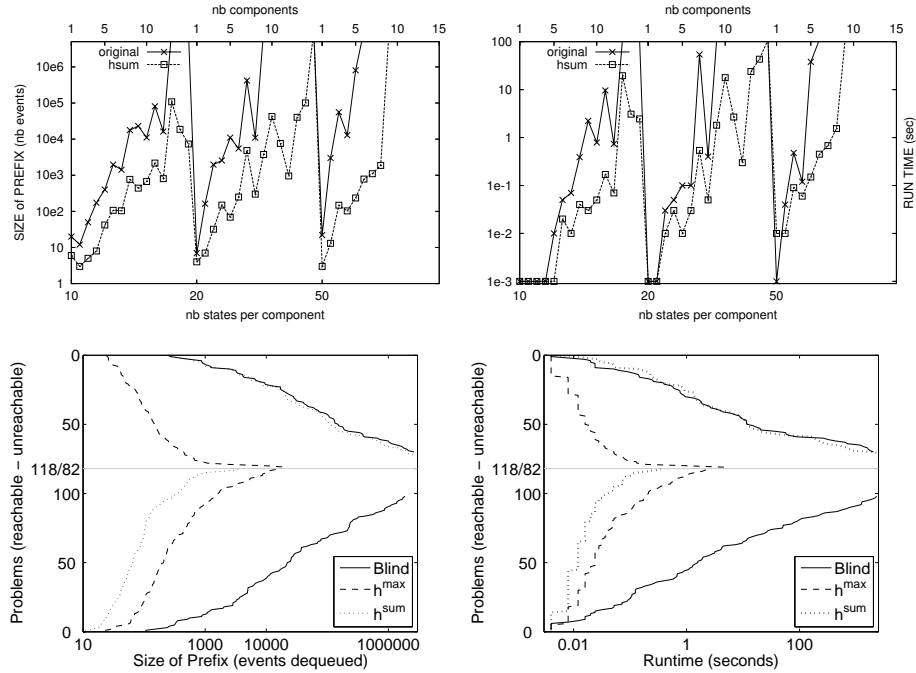 nb components
1 5 10 1 5 10 1 5 10 15
original
hsum
10e6
10e5
10e4
10e3
10e2
10
1
SIZE of PREFIX (nb events)
10 20 50
nb states per component
nb components
1 5 10 1 5 10 1 5 10 15
original
hsum
100
10
1
1e-1
1e-2
1e-3
RUN TIME (sec)
10 20 50
nb states per component
0
50
118/82
100
50
0
Problems (reachable – unreachable)
Blind
h^max
h^sum
10 1000 10000 1000000
Size of Prefix (events dequeued)
0
50
118/82
100
50
0
Problems (reachable – unreachable)
Blind
h^max
h^sum
0.01 1 100
Runtime (seconds)